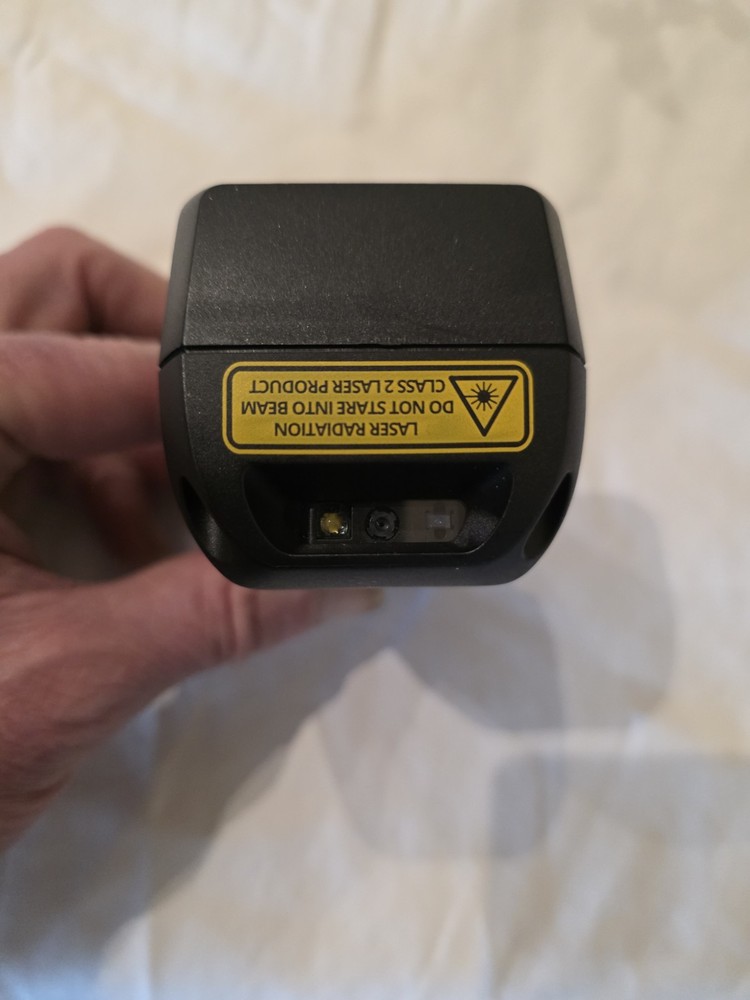 LASER RADIATION
DO NOT STARE INTO BEAM
CLASS 2 LASER PRODUCT